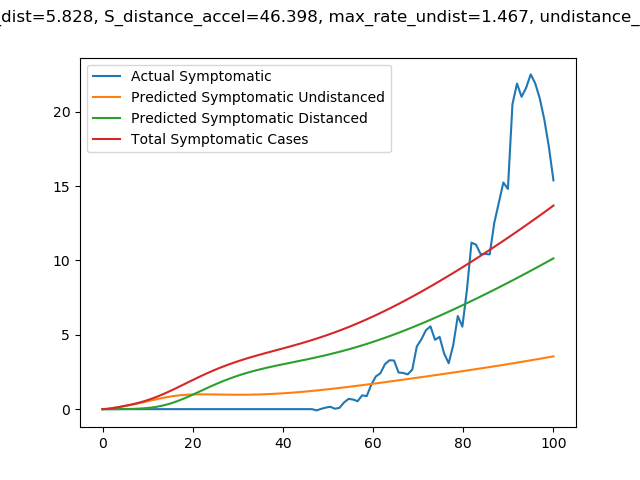 _dist=5.828, S_distance_accel=46.398, max_rate_undist=1.467, undistance_
Actual Symptomatic
Predicted Symptomatic Undistanced
Predicted Symptomatic Distanced
Total Symptomatic Cases
20
15
10
5
0
0 20 40 60 80 100